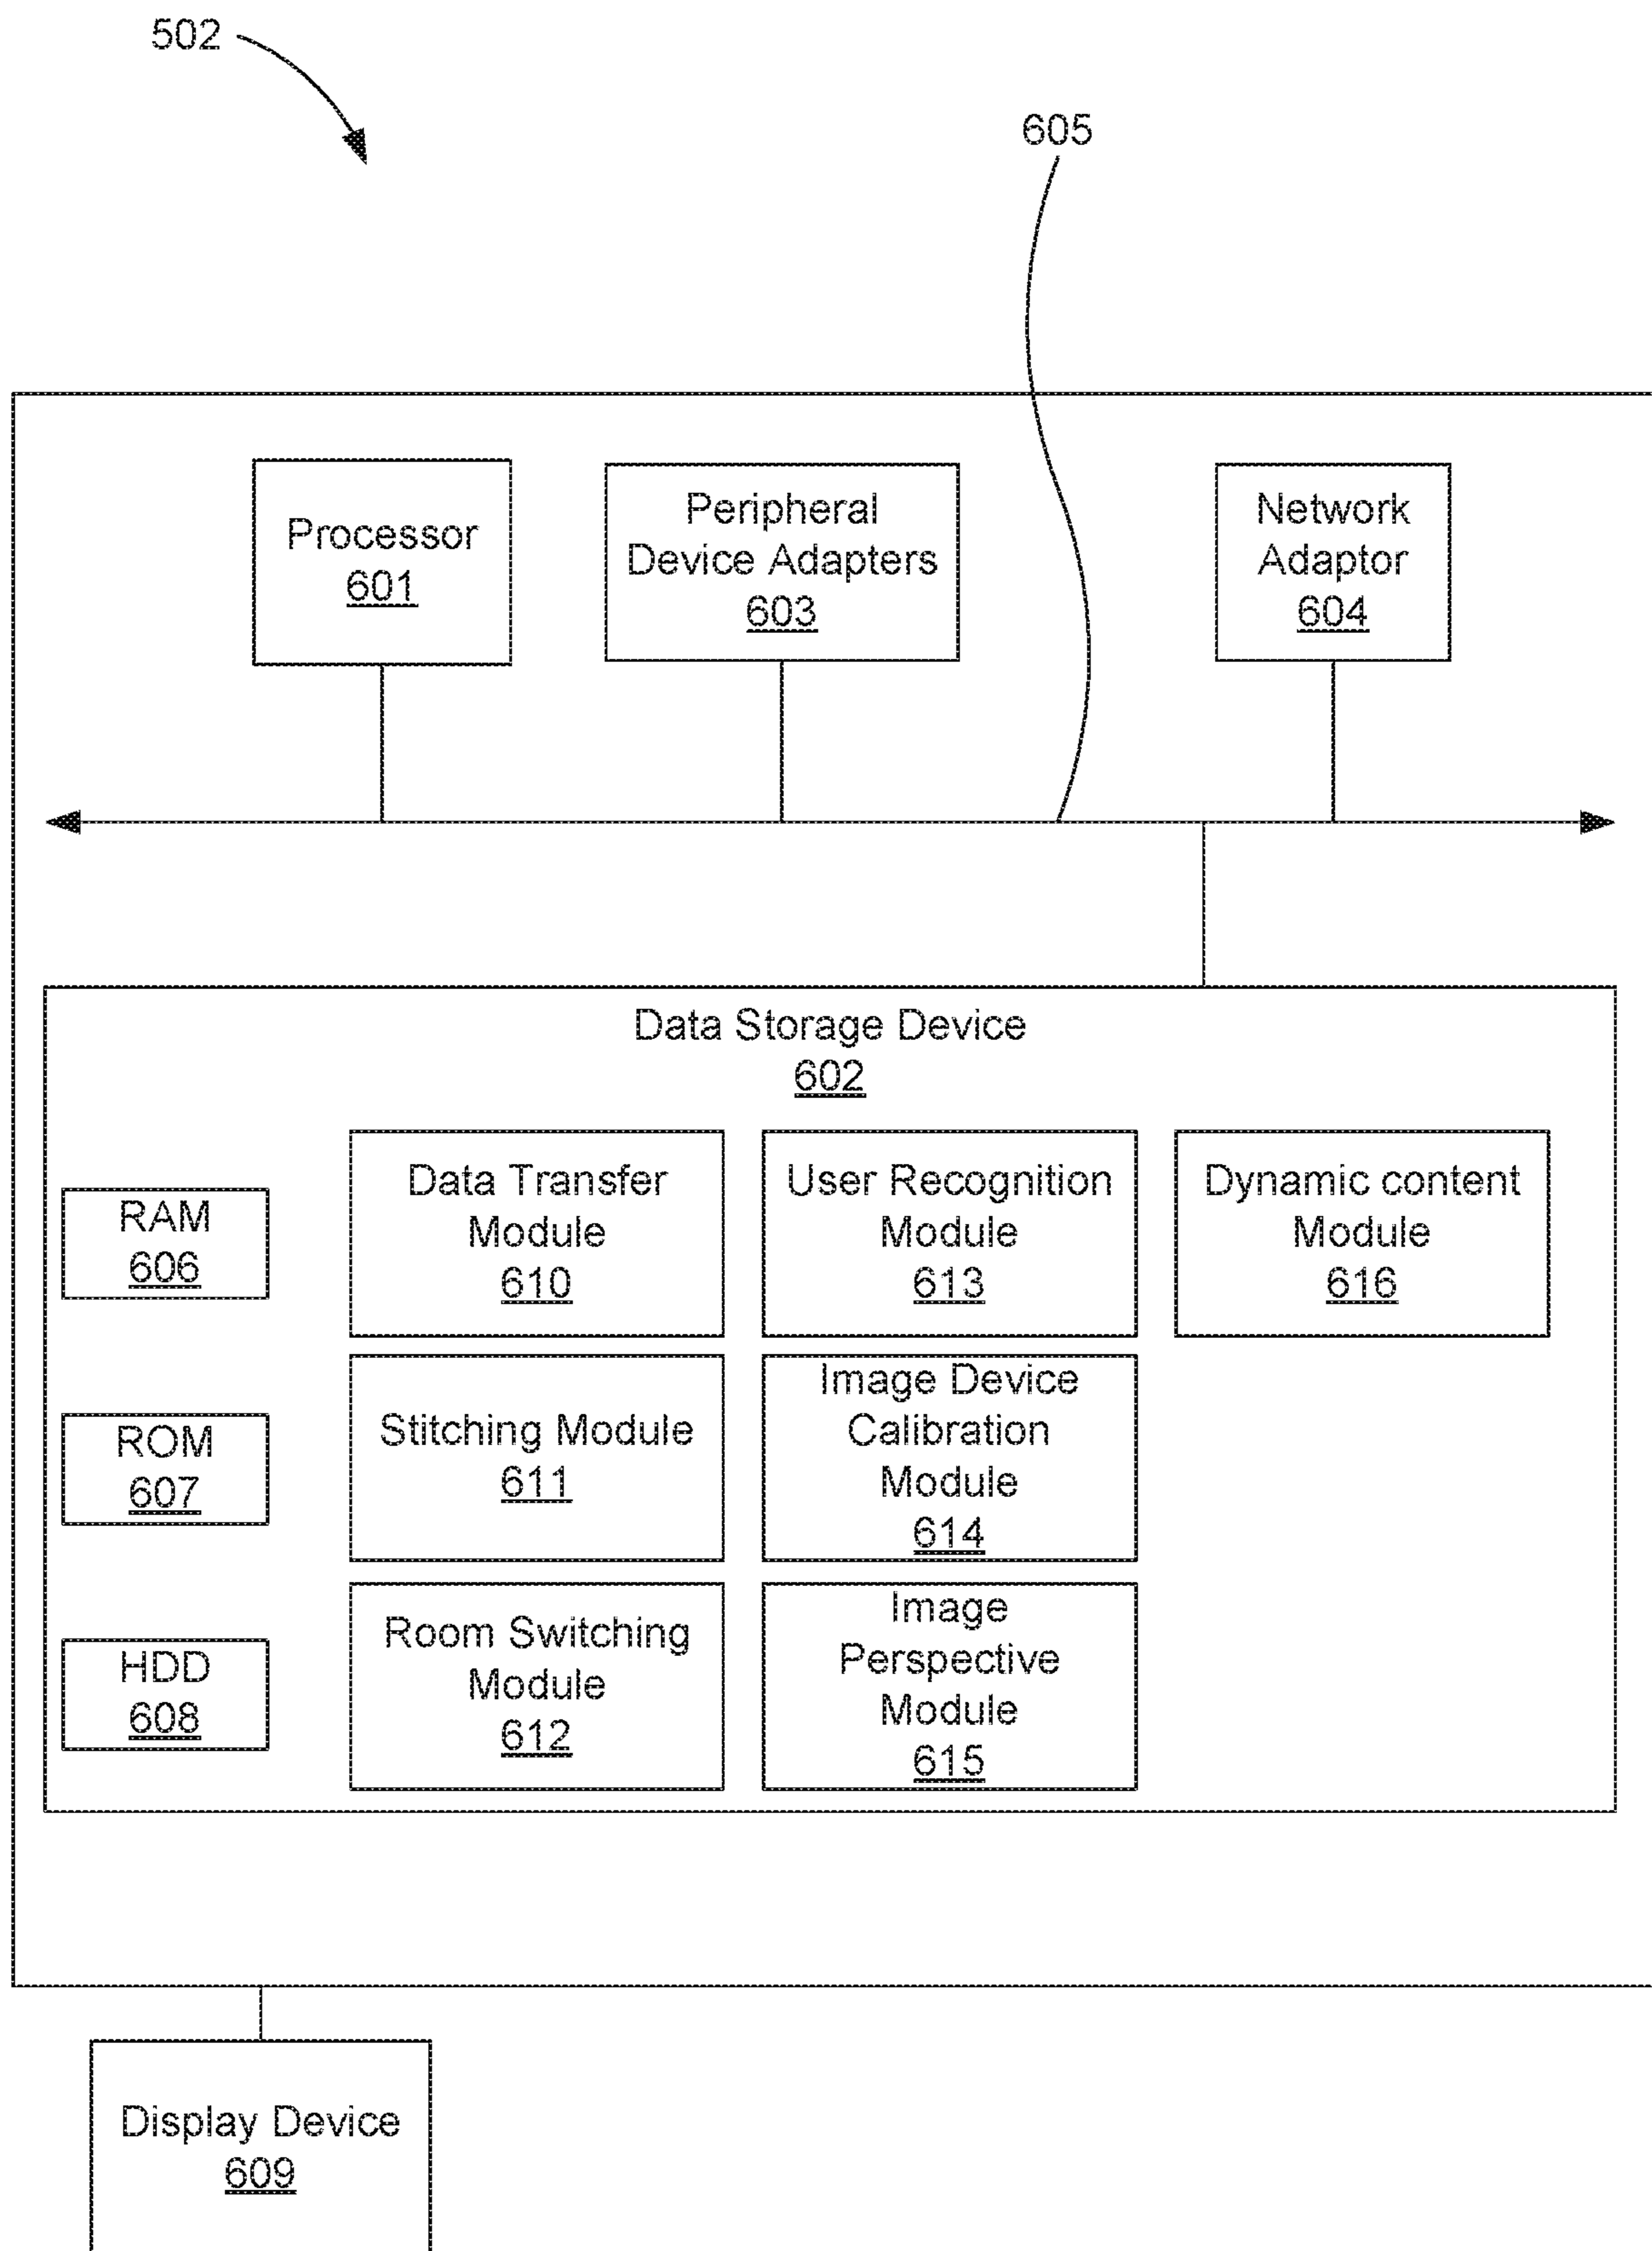 502
605
Processor
601
Peripheral
Device Adapters
603
Network
Adaptor
604
Data Storage Device
602
RAM
606
Data Transfer
Module
610
User Recognition
Module
613
Dynamic content
Module
616
ROM
607
Stitching Module
611
Image Device
Calibration
Module
614
HDD
608
Room Switching
Module
612
Image
Perspective
Module
615
Display Device
609